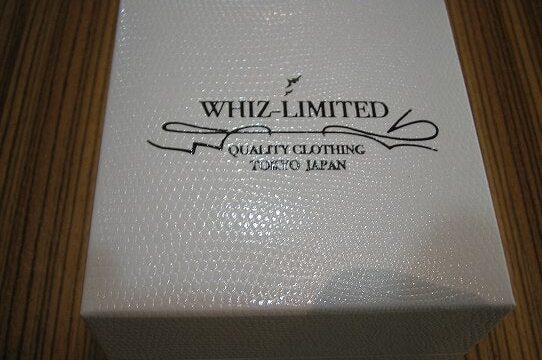 WHIZ-LIMITED
QUALITY CLOTHING
TOKYO JAPAN